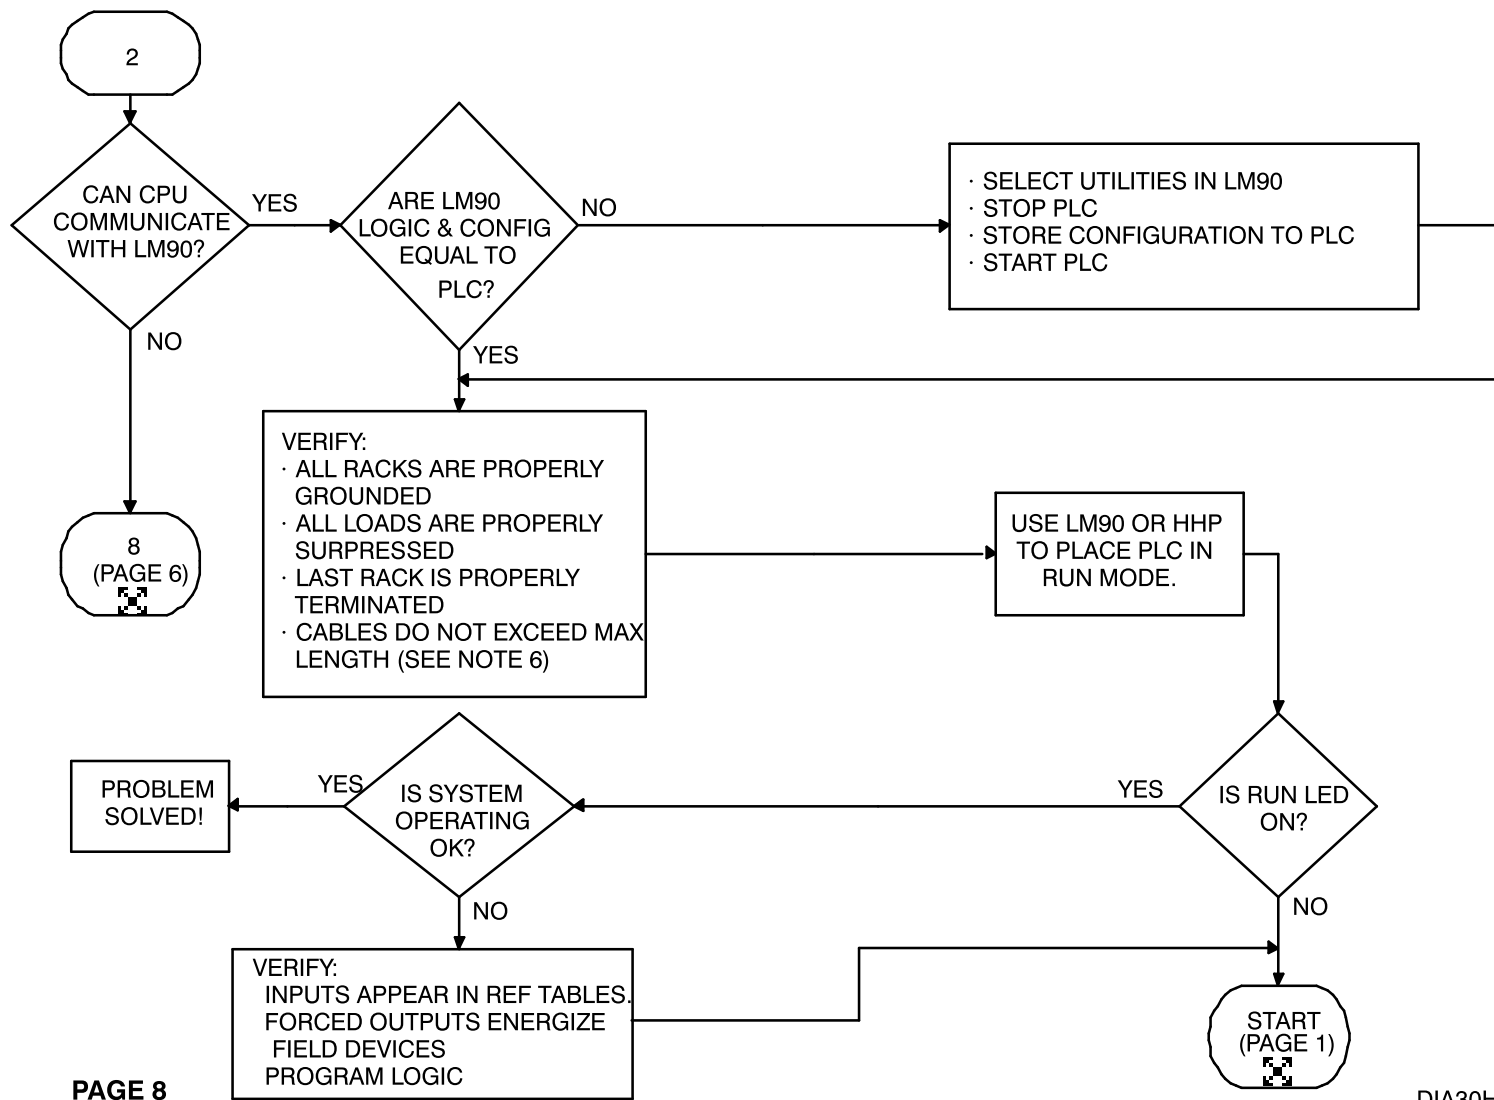 2
CAN CPU
COMMUNICATE
WITH LM90?
YES
NO
ARE LM90
LOGIC & CONFIG
EQUAL TO
PLC?
NO
YES
· SELECT UTILITIES IN LM90
· STOP PLC
· STORE CONFIGURATION TO PLC
· START PLC
8
(PAGE 6)
VERIFY:
· ALL RACKS ARE PROPERLY
GROUNDED
· ALL LOADS ARE PROPERLY
SURPRESSED
· LAST RACK IS PROPERLY
TERMINATED
· CABLES DO NOT EXCEED MAX
LENGTH (SEE NOTE 6)
USE LM90 OR HHP
TO PLACE PLC IN
RUN MODE.
IS RUN LED
ON?
YES
NO
IS SYSTEM
OPERATING
OK?
YES
NO
PROBLEM
SOLVED!
VERIFY:
INPUTS APPEAR IN REF TABLES.
FORCED OUTPUTS ENERGIZE
FIELD DEVICES
PROGRAM LOGIC
START
(PAGE 1)
PAGE 8